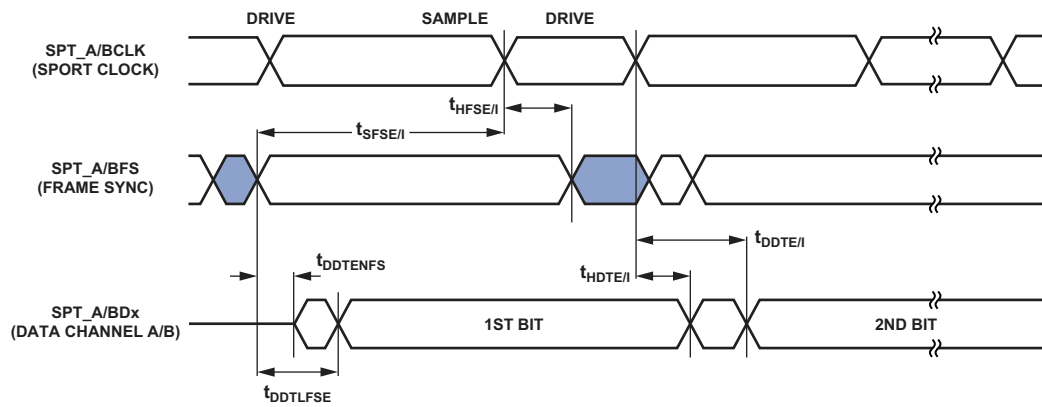 DRIVE SAMPLE DRIVE
SPT_A/BCLK
(SPORT CLOCK)
tHFSE/I
tSFSE/I
SPT_A/BFS
(FRAME SYNC)
tDDTE/I
tDDTENFS
tHDTE/I
SPT_A/BDx
(DATA CHANNEL A/B)
1ST BIT 2ND BIT
tDDTLFSE